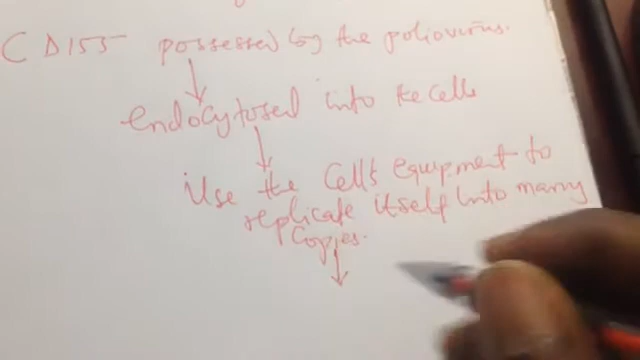 CD155 possessed by the poliovirus.
endocytosed into the cells
Use the cell's equipment to
replicate itself into many
copies.